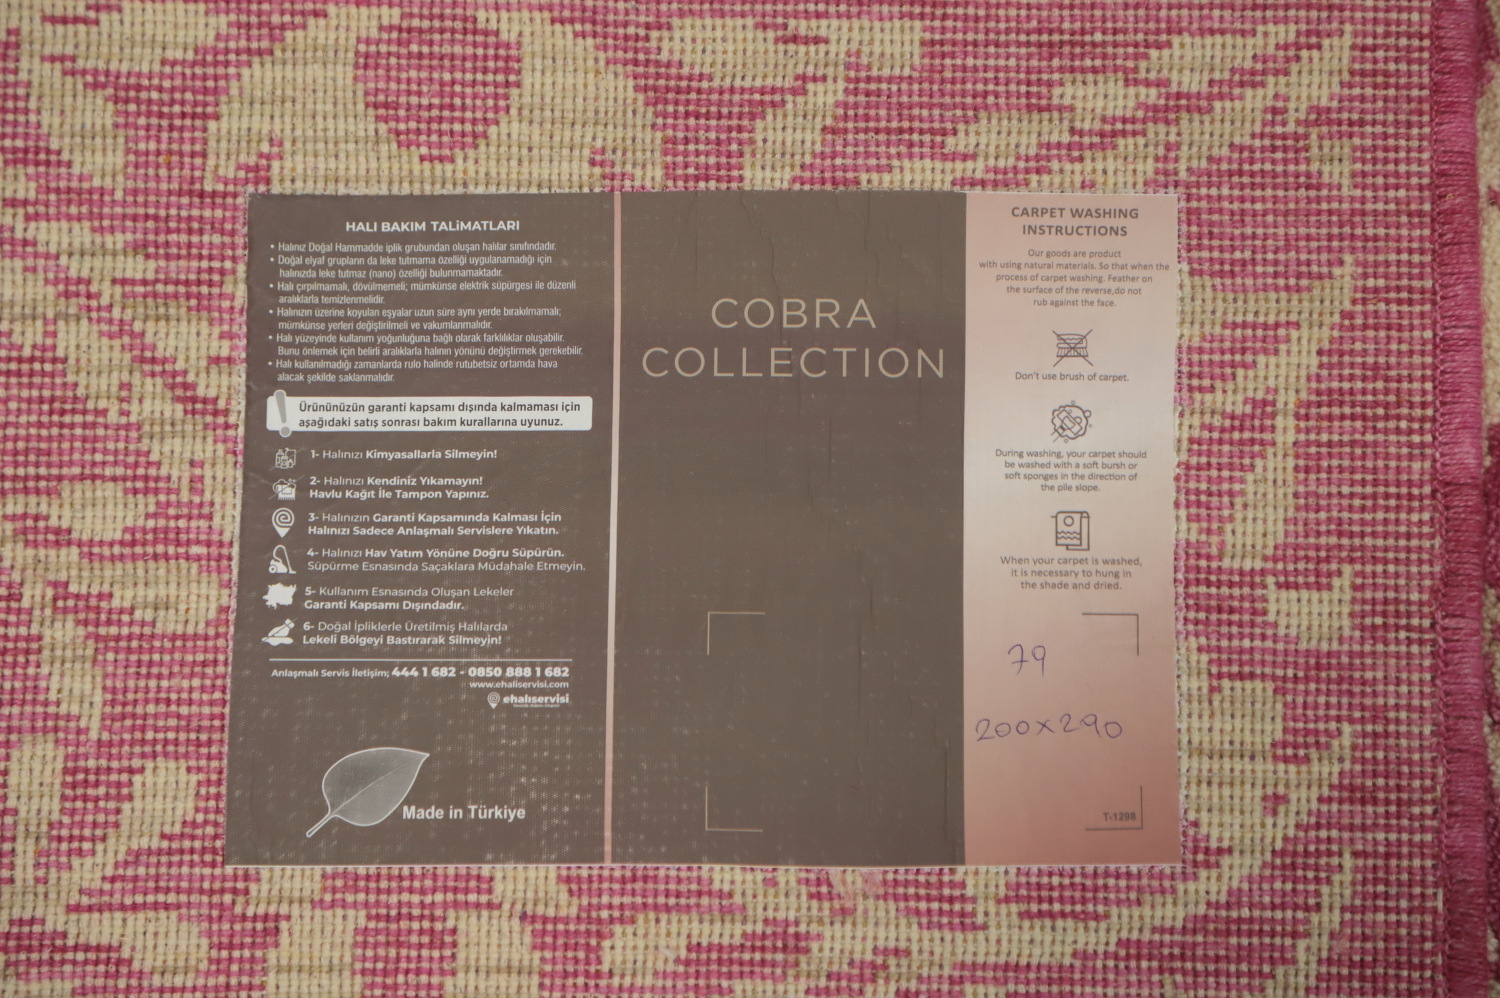 HALI BAKIM TALİMATLARI
• Halınız Doğal Hammadde iplik grubundan oluşan halılar sınıfındadır.
• Doğal elyaf grupların da leke tutmama özelliği uygulanamadığı için
halınızda leke tutmaz (nano) özelliği bulunmamaktadır.
• Halı çırpılmamalı, dövülmemeli; mümkünse elektrik süpürgesi ile düzenli
aralıklarla temizlenmelidir.
• Halınızın üzerine koyulan eşyalar uzun süre aynı yerde bırakılmamalı;
mümkünse yerleri değiştirilmeli ve vakumlanmalıdır.
• Halı yüzeyinde kullanım yoğunluğuna bağlı olarak farklılıklar oluşabilir.
Bunu önlemek için belirli aralıklarla halının yönünü değiştirmek gerekebilir.
• Halı kullanılmadığı zamanlarda rulo halinde rutubetsiz ortamda hava
alacak şekilde saklanmalıdır.
Ürününüzün garanti kapsamı dışında kalmaması için
aşağıdaki satış sonrası bakım kurallarına uyunuz.
1- Halınızı Kimyasallarla Silmeyin!
2- Halınızı Kendiniz Yıkamayın!
Havlu Kağıt İle Tampon Yapınız.
3- Halınızın Garanti Kapsamında Kalması İçin
Halınızı Sadece Anlaşmalı Servislere Yıkatın.
4- Halınızı Hav Yatım Yönüne Doğru Süpürün.
Süpürme Esnasında Saçaklara Müdahale Etmeyin.
5- Kullanım Esnasında Oluşan Lekeler
Garanti Kapsamı Dışındadır.
6- Doğal İpliklerle Üretilmiş Halılarda
Lekeli Bölgeyi Bastırarak Silmeyin!
Anlaşmalı Servis İletişim; 444 1 682 - 0850 888 1 682
www.ehaliservisi.com
ehalıservisi
Made in Türkiye
COBRA
COLLECTION
CARPET WASHING
INSTRUCTIONS
Our goods are product
with using natural materials. So that when the
process of carpet washing. Feather on
the surface of the reverse,do not
rub against the face.
Don't use brush of carpet.
During washing, your carpet should
be washed with a soft bursh or
soft sponges in the direction of
the pile slope.
When your carpet is washed,
it is necessary to hung in
the shade and dried.
79
200x290
T-1298